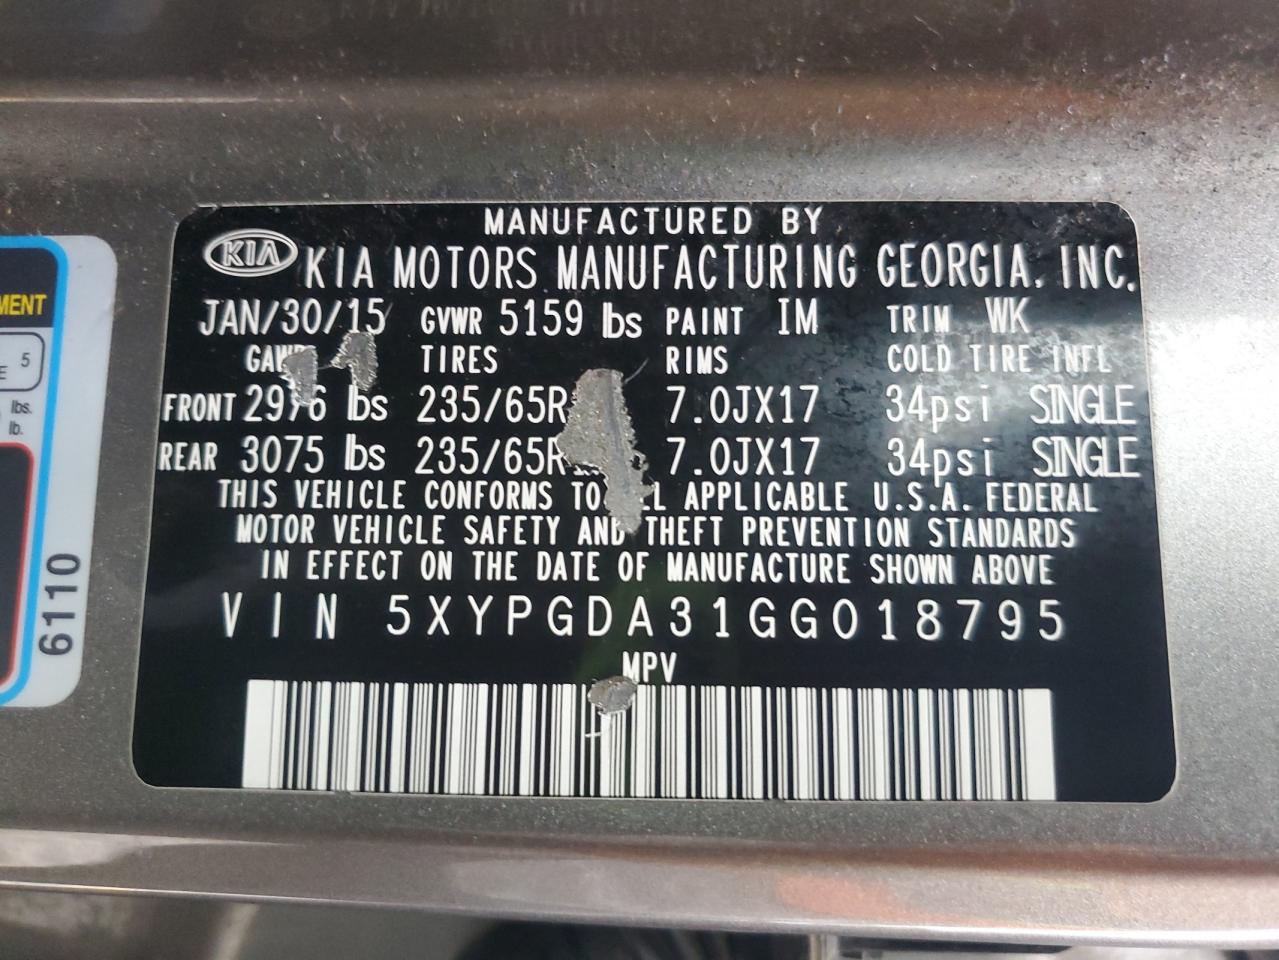 MANUFACTURED BY
KIA KIA MOTORS MANUFACTURING GEORGIA, INC.
JAN/30/15 GVWR 5159 lbs PAINT IM TRIM WK
TIRES RIMS COLD TIRE INFL
FRONT 2976 lbs 235/65R 7.0JX17 34psi SINGLE
REAR 3075 lbs 235/65R 7.0JX17 34psi SINGLE
THIS VEHICLE CONFORMS TO APPLICABLE U.S.A. FEDERAL
MOTOR VEHICLE SAFETY AND THEFT PREVENTION STANDARDS
IN EFFECT ON THE DATE OF MANUFACTURE SHOWN ABOVE
VIN 5XYPGDA31GG018795
MPV
MENT
5
lbs.
lb.
6110